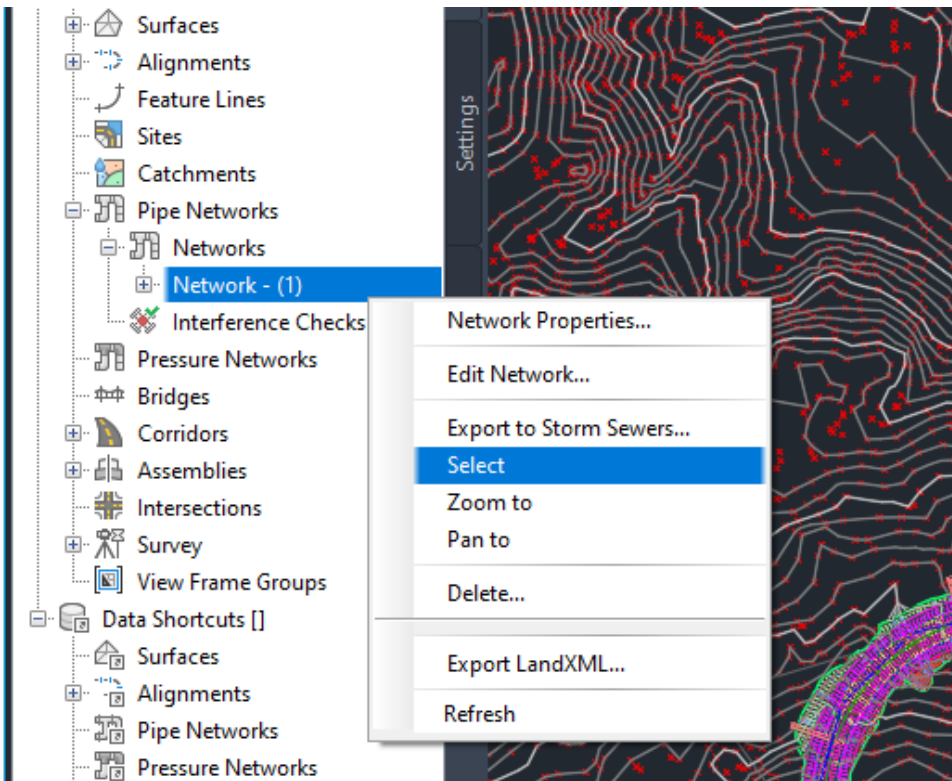 Surfaces
Alignments
Feature Lines
Sites
Catchments
Pipe Networks
Networks
Network - (1)
Interference Checks
Pressure Networks
Bridges
Corridors
Assemblies
Intersections
Survey
View Frame Groups
Data Shortcuts []
Surfaces
Alignments
Pipe Networks
Pressure Networks
Network Properties...
Edit Network...
Export to Storm Sewers...
Select
Zoom to
Pan to
Delete...
Export LandXML...
Refresh
Settings